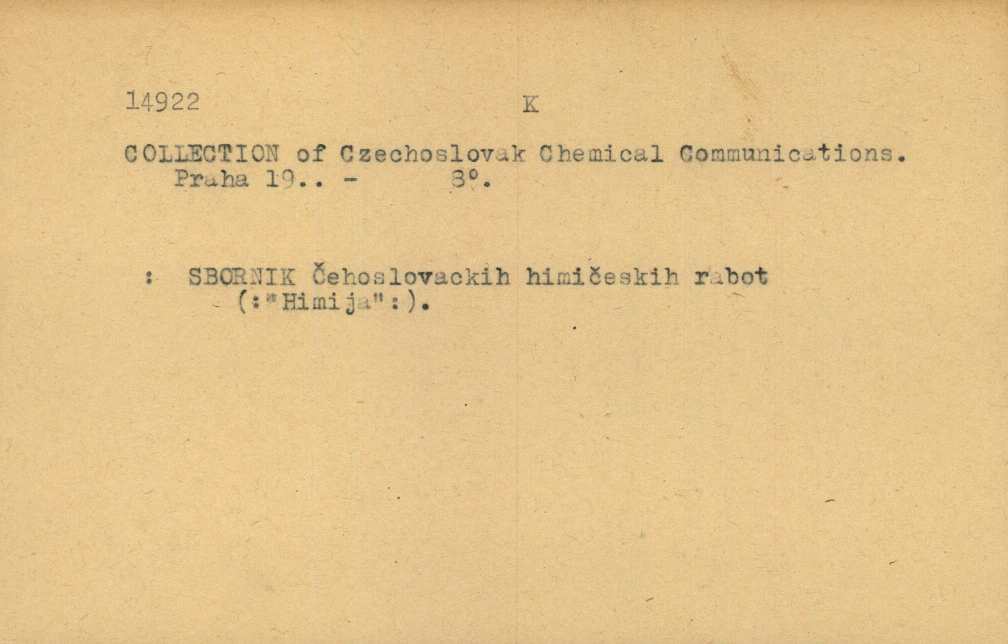 14922 K
COLLECTION of Czechoslovak Chemical Communications.
Praha 19.. - 8°.
: SBORNIK Čehoslovackih himičeskih rabot
(:"Himija":).